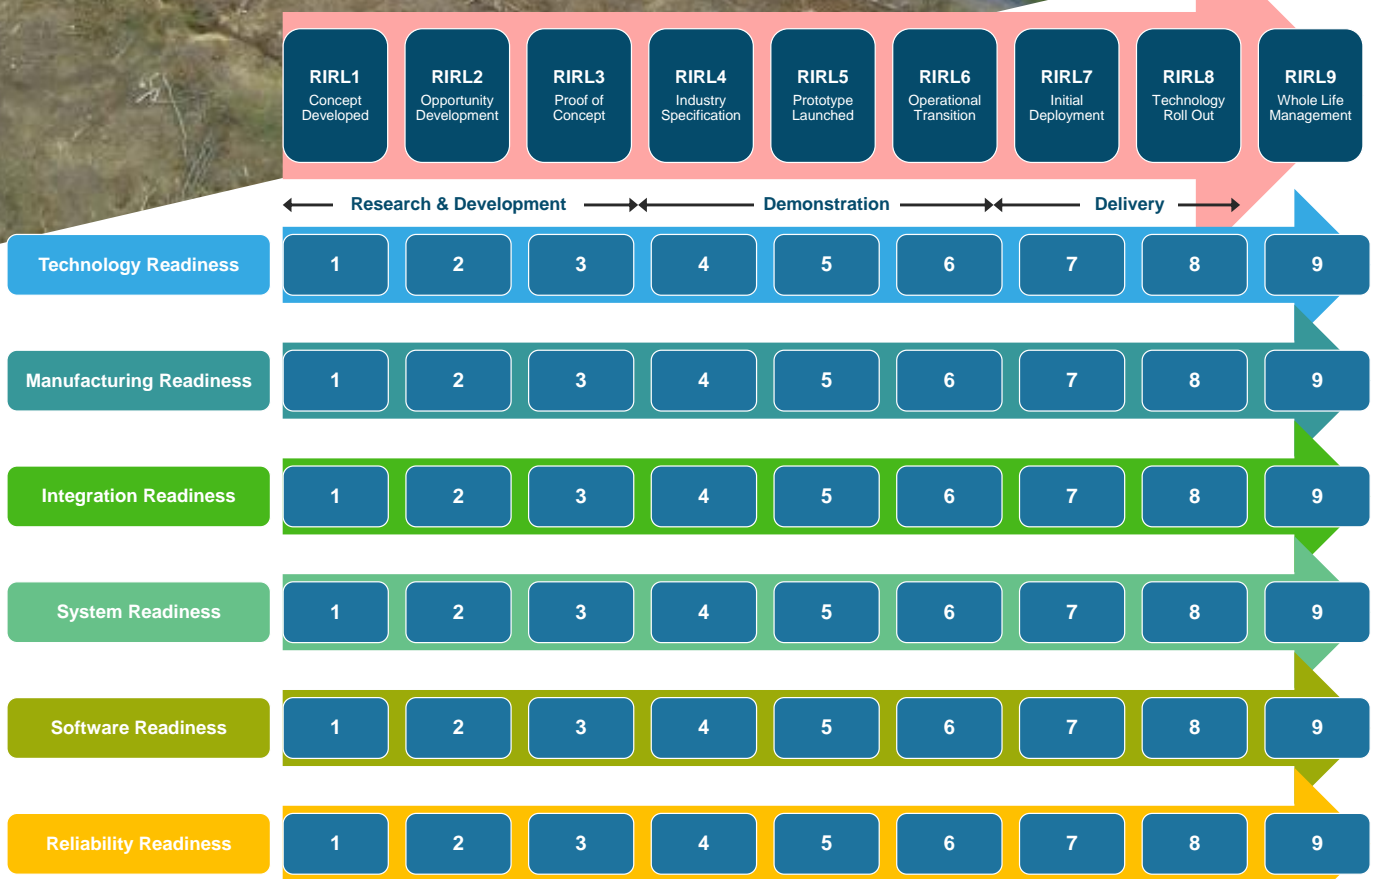 RIRL1
Concept
Developed
RIRL2
Opportunity
Development
RIRL3
Proof of
Concept
RIRL4
Industry
Specification
RIRL5
Prototype
Launched
RIRL6
Operational
Transition
RIRL7
Initial
Deployment
RIRL8
Technology
Roll Out
RIRL9
Whole Life
Management
Research & Development
Demonstration
Delivery
Technology Readiness
1 2 3 4 5 6 7 8 9
Manufacturing Readiness
1 2 3 4 5 6 7 8 9
Integration Readiness
1 2 3 4 5 6 7 8 9
System Readiness
1 2 3 4 5 6 7 8 9
Software Readiness
1 2 3 4 5 6 7 8 9
Reliability Readiness
1 2 3 4 5 6 7 8 9